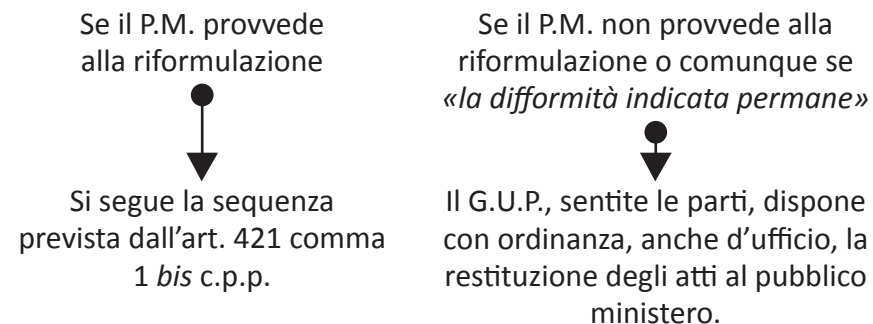 Se il P.M. provvede
alla riformulazione
Si segue la sequenza
prevista dall'art. 421 comma
1 bis c.p.p.
Se il P.M. non provvede alla
riformulazione o comunque se
«la difformità indicata permane»
Il G.U.P., sentite le parti, dispone
con ordinanza, anche d'ufficio, la
restituzione degli atti al pubblico
ministero.